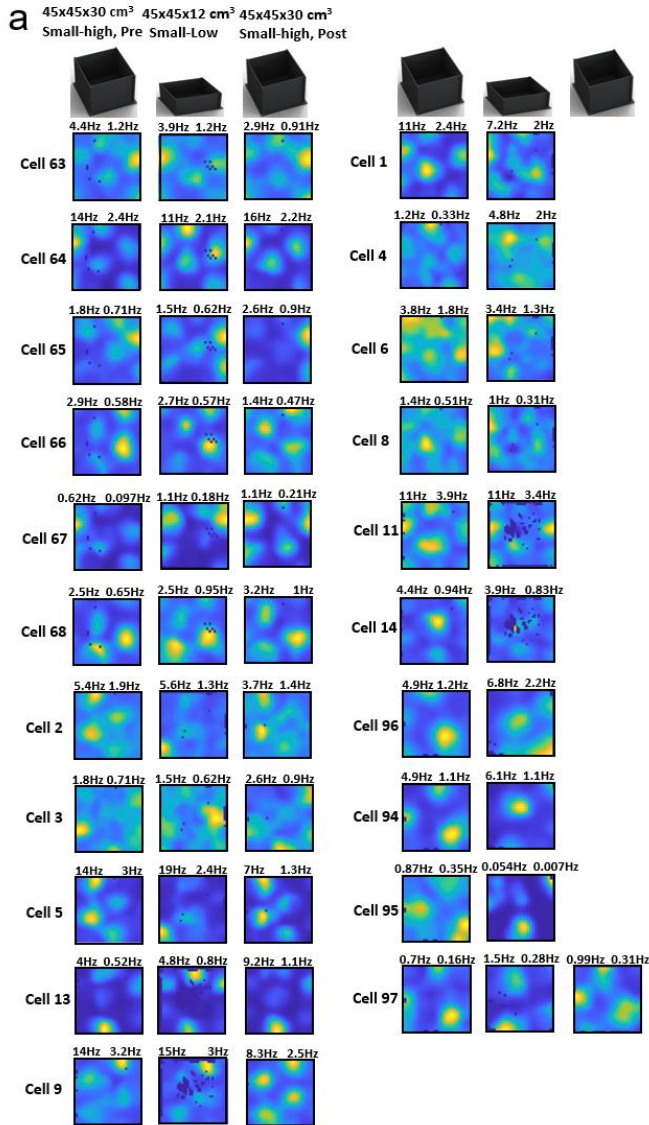 a
45x45x30 cm³ 45x45x12 cm³ 45x45x30 cm³
Small-high, Pre Small-Low Small-high, Post
4.4Hz 1.2Hz 3.9Hz 1.2Hz 2.9Hz 0.91Hz
Cell 63
14Hz 2.4Hz 11Hz 2.1Hz 16Hz 2.2Hz
Cell 64
1.8Hz 0.71Hz 1.5Hz 0.62Hz 2.6Hz 0.9Hz
Cell 65
2.9Hz 0.58Hz 2.7Hz 0.57Hz 1.4Hz 0.47Hz
Cell 66
0.62Hz 0.097Hz 1.1Hz 0.18Hz 1.1Hz 0.21Hz
Cell 67
2.5Hz 0.65Hz 2.5Hz 0.95Hz 3.2Hz 1Hz
Cell 68
5.4Hz 1.9Hz 5.6Hz 1.3Hz 3.7Hz 1.4Hz
Cell 2
1.8Hz 0.71Hz 1.5Hz 0.62Hz 2.6Hz 0.9Hz
Cell 3
14Hz 3Hz 19Hz 2.4Hz 7Hz 1.3Hz
Cell 5
4Hz 0.52Hz 4.8Hz 0.8Hz 9.2Hz 1.1Hz
Cell 13
14Hz 3.2Hz 15Hz 3Hz 8.3Hz 2.5Hz
Cell 9
11Hz 2.4Hz 7.2Hz 2Hz
Cell 1
1.2Hz 0.33Hz 4.8Hz 2Hz
Cell 4
3.8Hz 1.8Hz 3.4Hz 1.3Hz
Cell 6
1.4Hz 0.51Hz 1Hz 0.31Hz
Cell 8
11Hz 3.9Hz 11Hz 3.4Hz
Cell 11
4.4Hz 0.94Hz 3.9Hz 0.83Hz
Cell 14
4.9Hz 1.2Hz 6.8Hz 2.2Hz
Cell 96
4.9Hz 1.1Hz 6.1Hz 1.1Hz
Cell 94
0.87Hz 0.35Hz 0.054Hz 0.007Hz
Cell 95
0.7Hz 0.16Hz 1.5Hz 0.28Hz 0.99Hz 0.31Hz
Cell 97